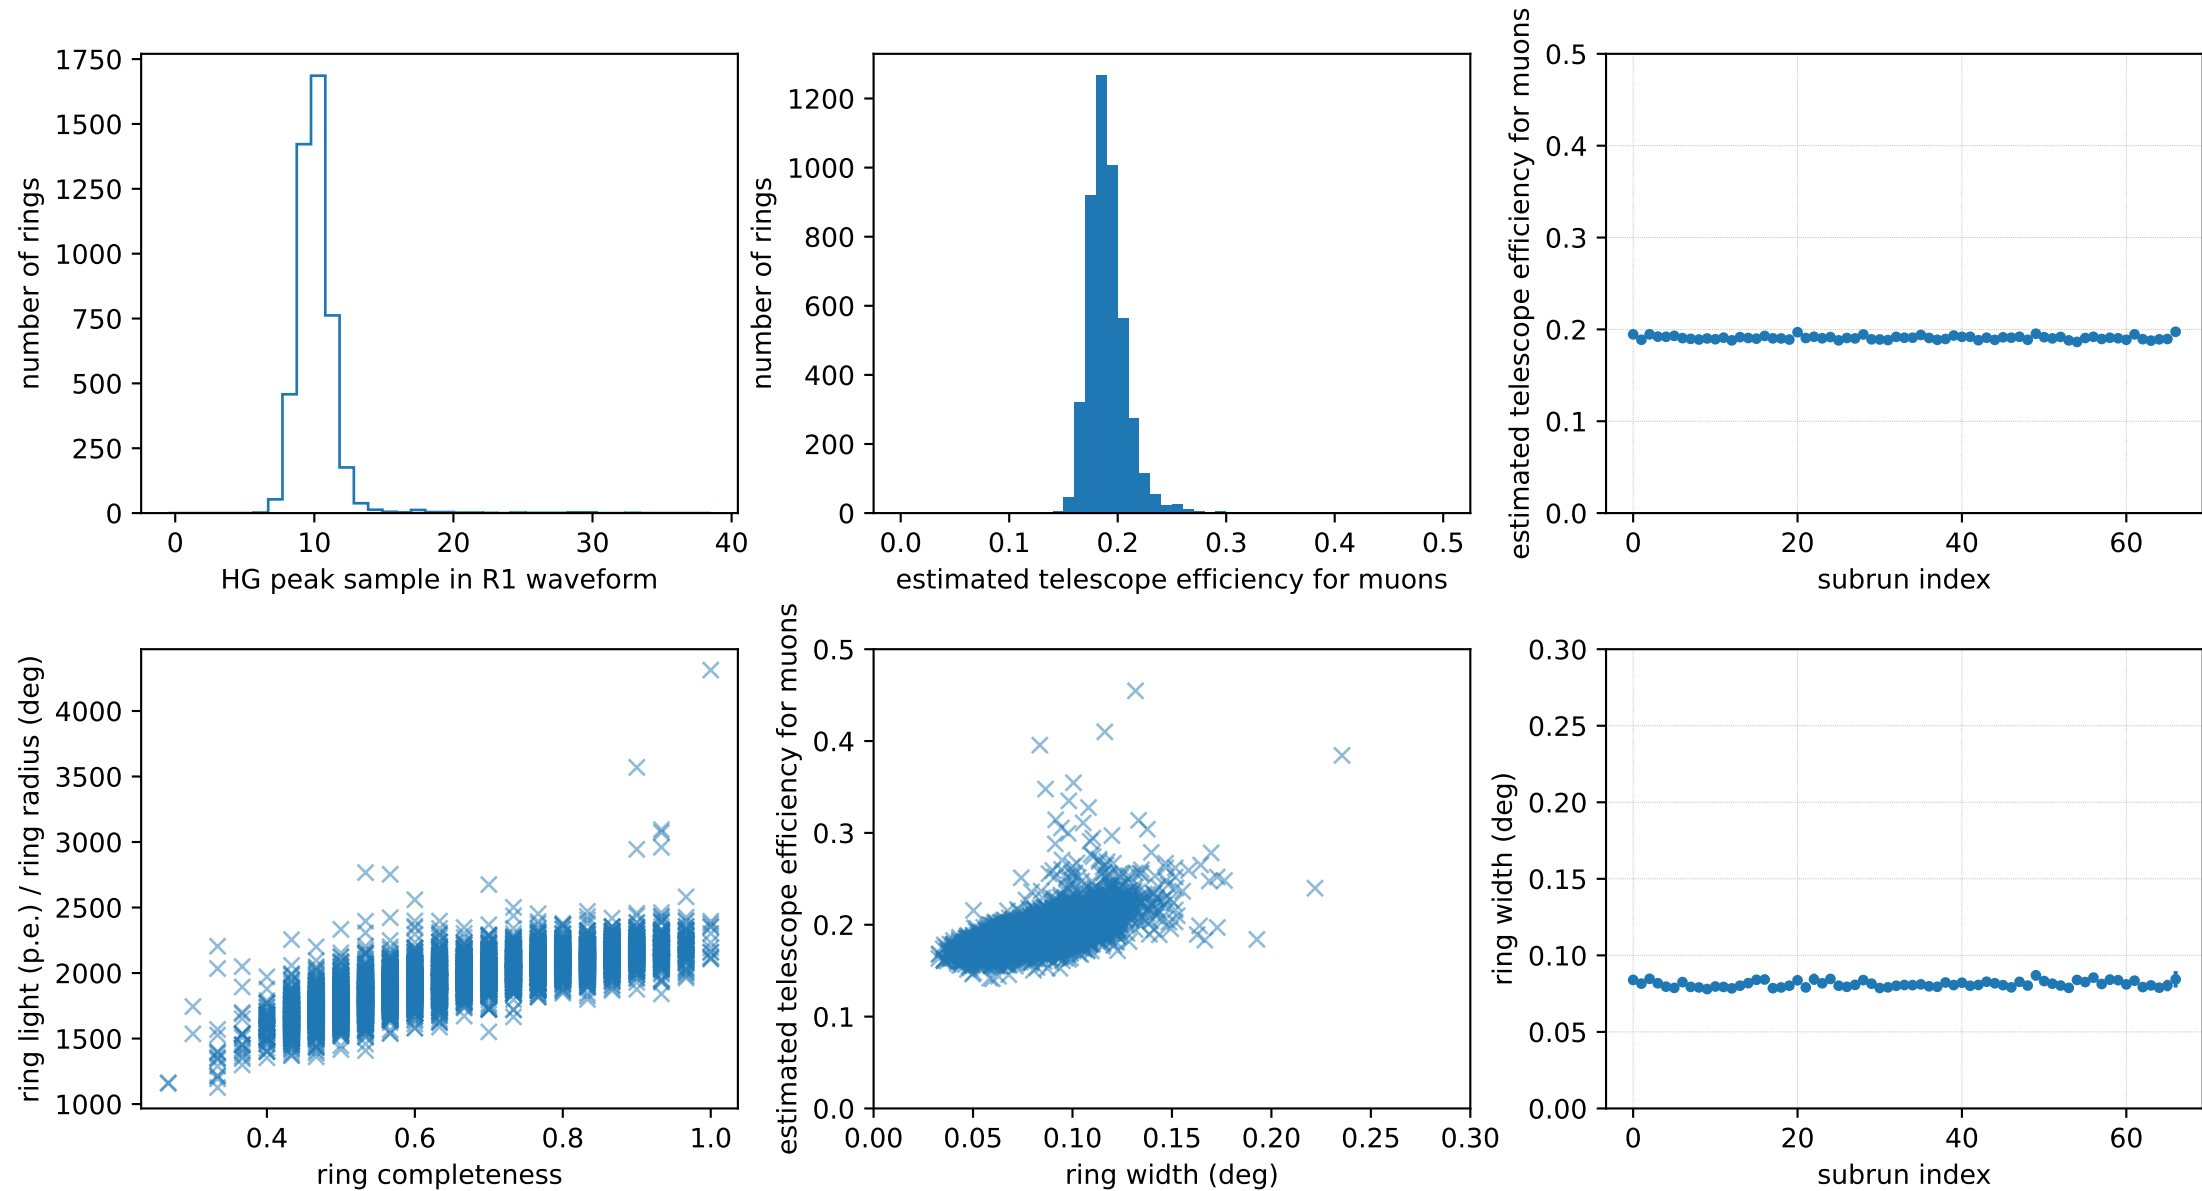 1750
1500
1250
1000
750
500
250
0
number of rings
0 10 20 30 40
HG peak sample in R1 waveform
1200
1000
800
600
400
200
0
number of rings
0.0 0.1 0.2 0.3 0.4 0.5
estimated telescope efficiency for muons
0.5
0.4
0.3
0.2
0.1
0.0
estimated telescope efficiency for muons
0 20 40 60
subrun index
4000
3500
3000
2500
2000
1500
1000
ring light (p.e.) / ring radius (deg)
0.4 0.6 0.8 1.0
ring completeness
0.5
0.4
0.3
0.2
0.1
0.0
estimated telescope efficiency for muons
0.00 0.05 0.10 0.15 0.20 0.25 0.30
ring width (deg)
0.30
0.25
0.20
0.15
0.10
0.05
0.00
ring width (deg)
0 20 40 60
subrun index